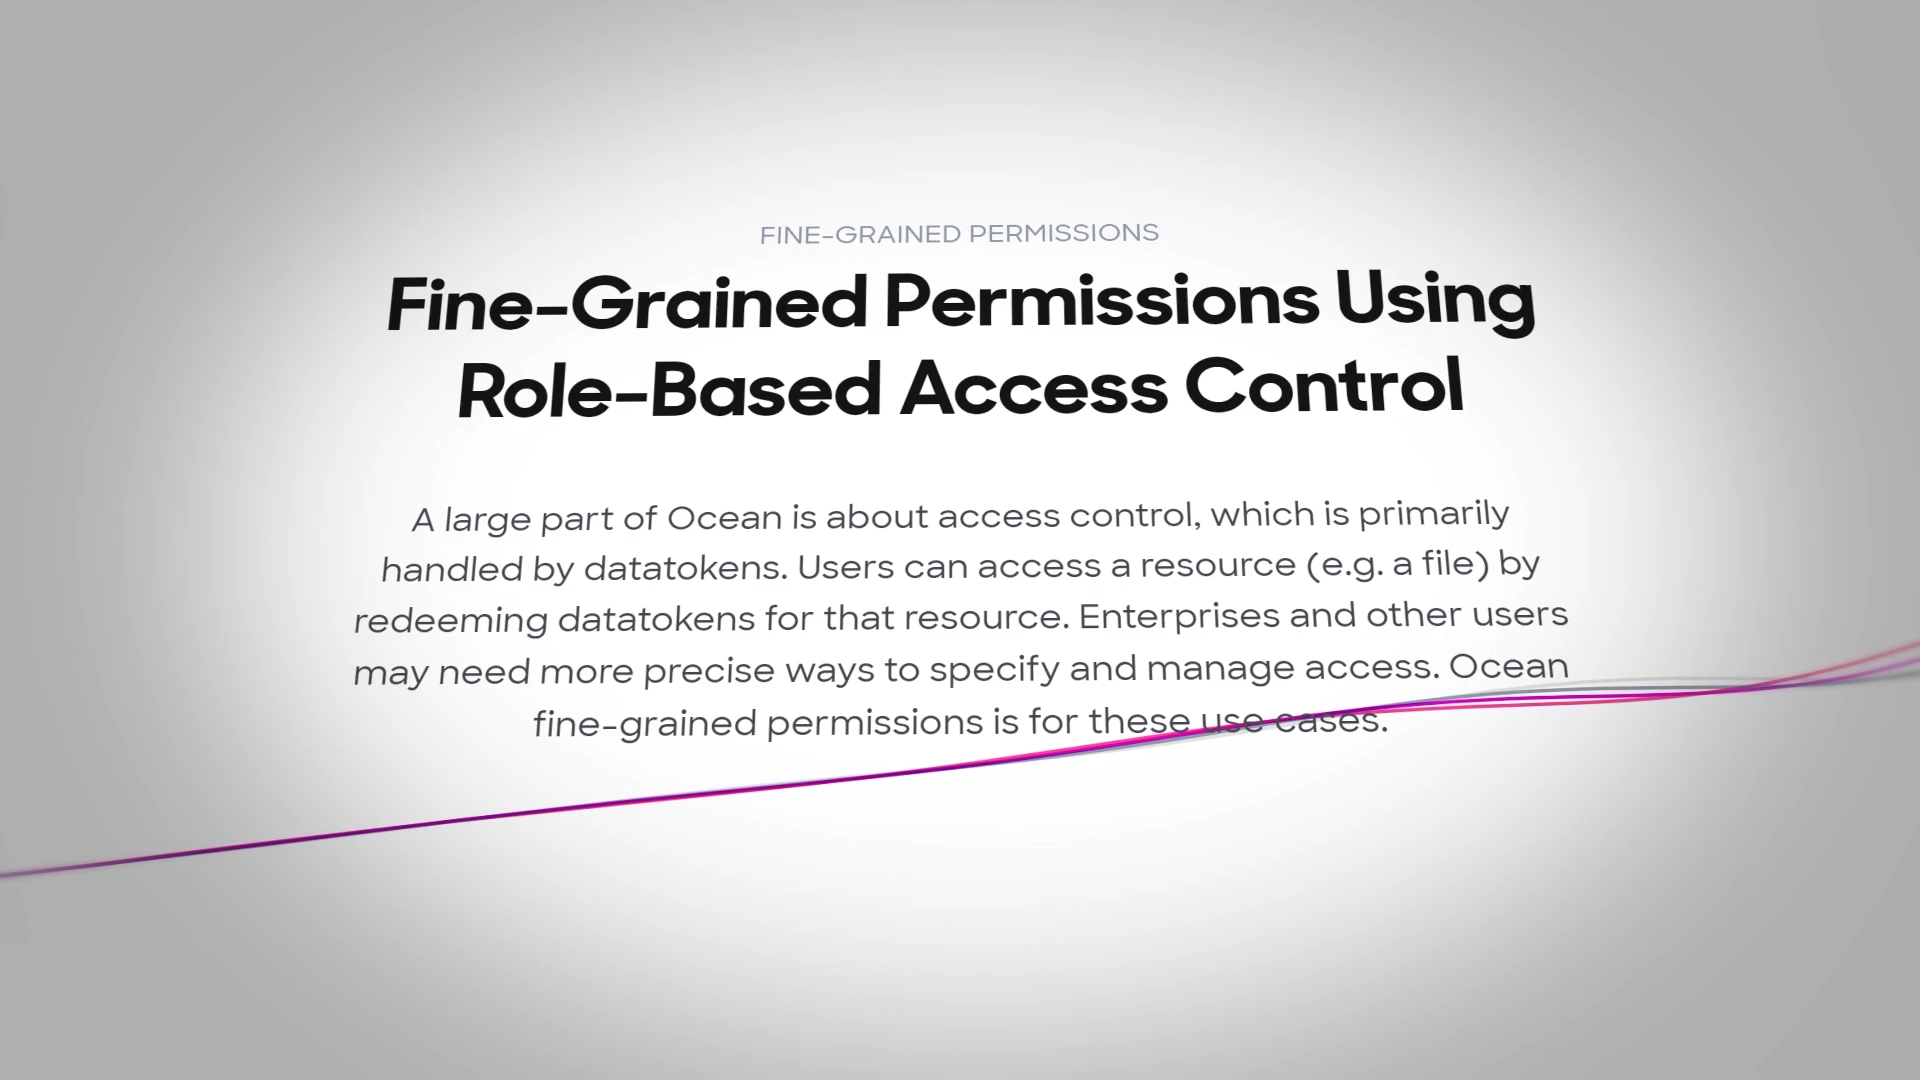 FINE-GRAINED PERMISSIONS
Fine-Grained Permissions Using
Role-Based Access Control
A large part of Ocean is about access control, which is primarily
handled by datatokens. Users can access a resource (e.g. a file) by
redeeming datatokens for that resource. Enterprises and other users
may need more precise ways to specify and manage access. Ocean
fine-grained permissions is for these use cases.